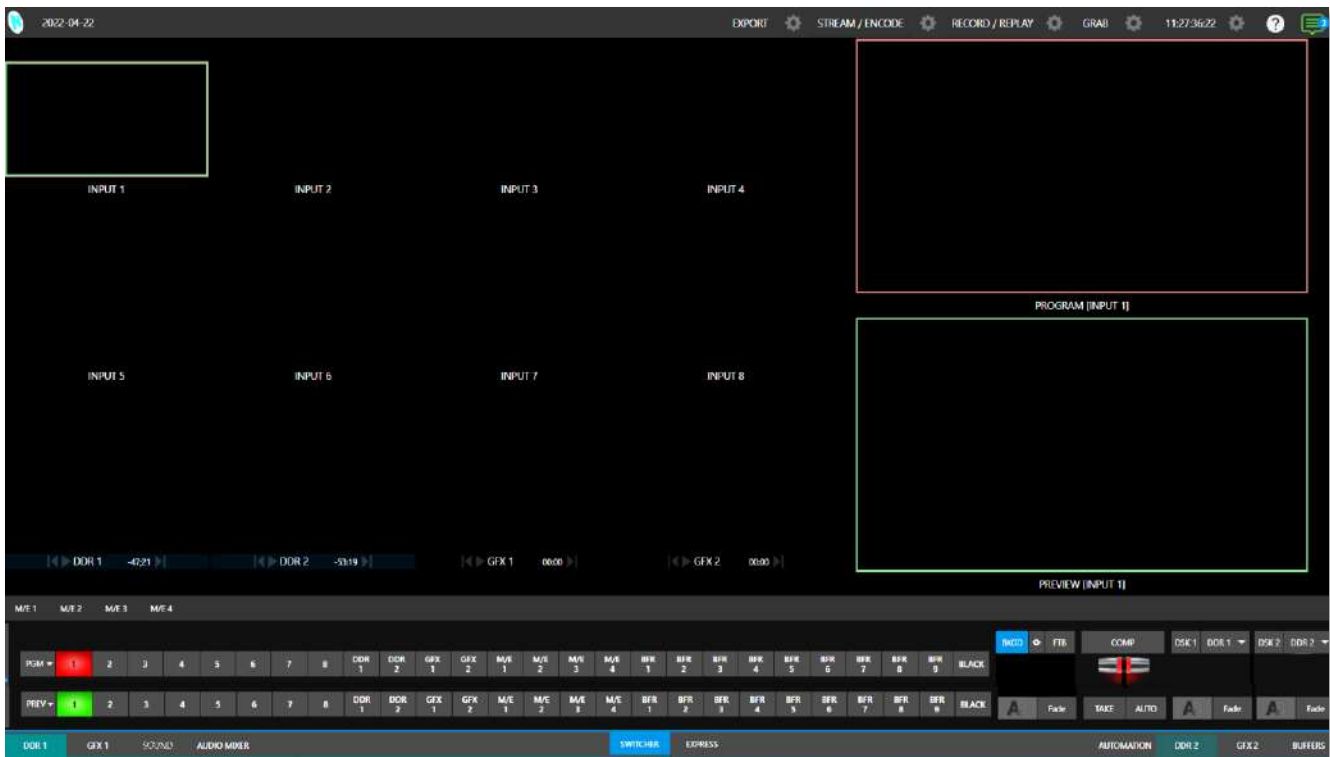 2022-04-22 EXPORT STREAM / ENCODE RECORD / REPLAY GRAB 11:27:36:22 ?
INPUT 1 INPUT 2 INPUT 3 INPUT 4
PROGRAM [INPUT 1]
INPUT 5 INPUT 6 INPUT 7 INPUT 8
DDR 1 -47;21 DDR 2 -53:19 GFX 1 00:00 GFX 2 00:00
PREVIEW [INPUT 1]
M/E 1 M/E 2 M/E 3 M/E 4
BKGD FTB COMP DSK 1 DDR 1 DSK 2 DDR 2
PGM 1 2 3 4 5 6 7 8 DDR 1 DDR 2 GFX 1 GFX 2 M/E 1 M/E 2 M/E 3 M/E 4 BFR 1 BFR 2 BFR 3 BFR 4 BFR 5 BFR 6 BFR 7 BFR 8 BFR 9 BLACK
PREV 1 2 3 4 5 6 7 8 DDR 1 DDR 2 GFX 1 GFX 2 M/E 1 M/E 2 M/E 3 M/E 4 BFR 1 BFR 2 BFR 3 BFR 4 BFR 5 BFR 6 BFR 7 BFR 8 BFR 9 BLACK
A Fade TAKE AUTO A Fade A Fade
DDR 1 GFX 1 SOUND AUDIO MIXER SWITCHER EXPRESS AUTOMATION DDR 2 GFX 2 BUFFERS